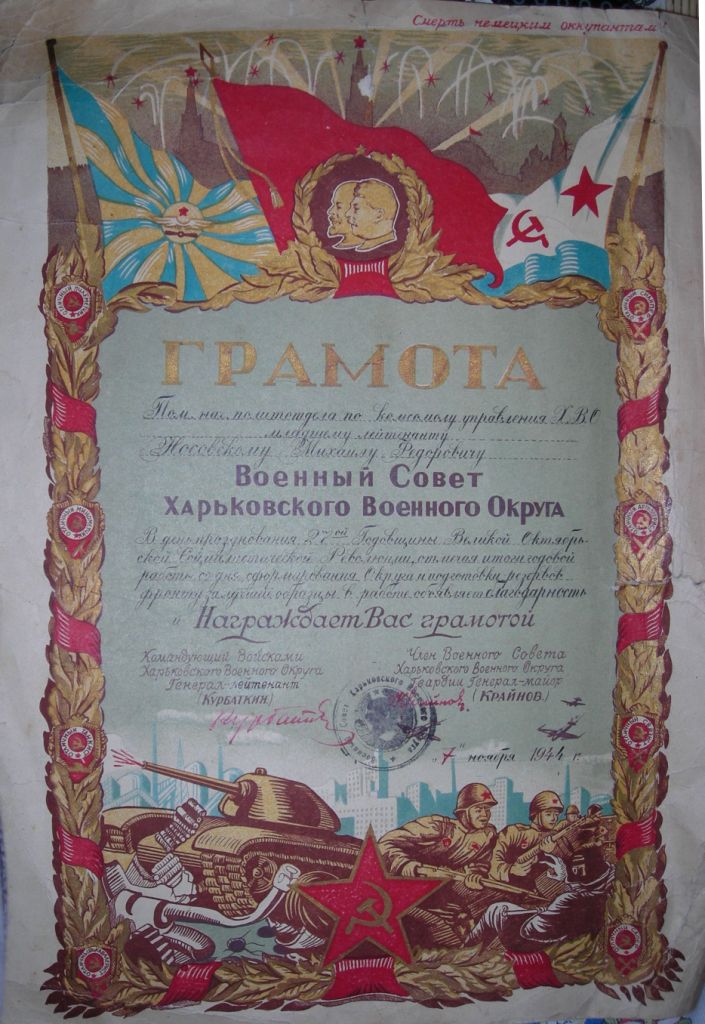 Смерть немецким оккупантам!
ГРАМОТА
Пом. нач. политотдела по комсомолу управления Х.В.О
младшему лейтенанту
Носовскому Михаилу Федоровичу
Военный Совет
Харьковского Военного Округа
В день празднования 27-ой Годовщины Великой Октябрь-
ской Социалистической Революции, отмечая итоги годовой
работы со дня сформирования Округа и подготовки резервов
фронту, за лучшие образцы в работе объявляет благодарность
и Награждает Вас грамотой
Командующий Войсками
Харьковского Военного Округа
Генерал-лейтенант
(Курбаткин)
Член Военного Совета
Харьковского Военного Округа
Гвардии Генерал-майор
(Крайнов)
"7" ноября 1944 г.